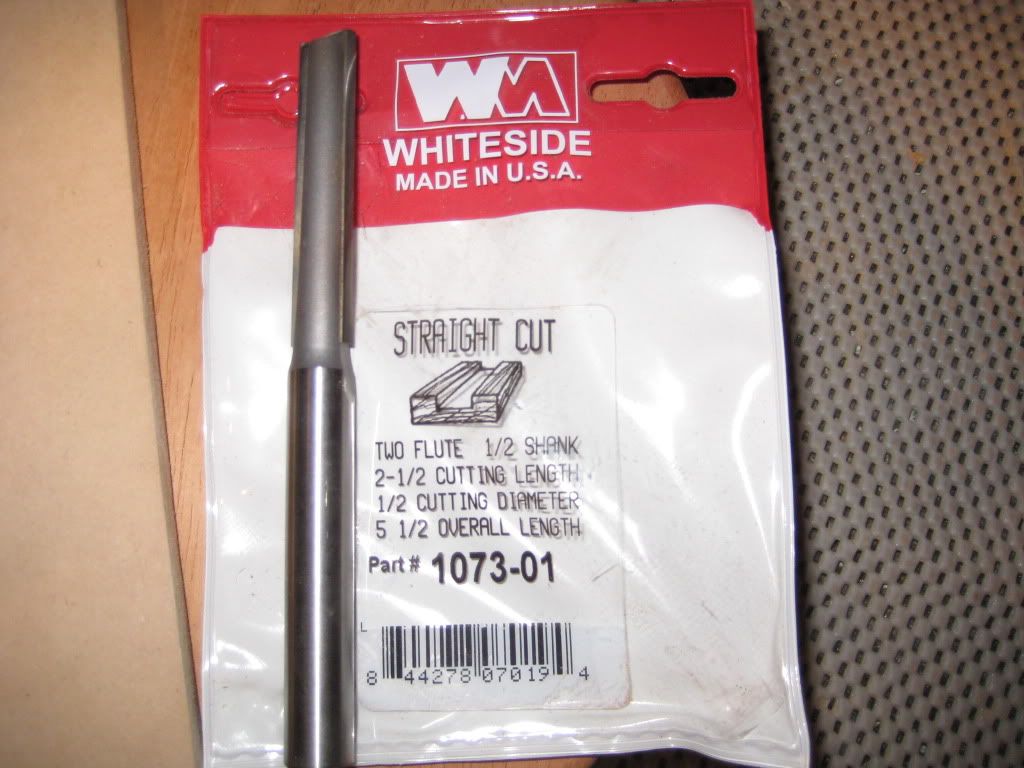 WM
WHITESIDE
MADE IN U.S.A.
STRAIGHT CUT
TWO FLUTE 1/2 SHANK
2-1/2 CUTTING LENGTH
1/2 CUTTING DIAMETER
5 1/2 OVERALL LENGTH
Part # 1073-01
L
8 44278 07019 4